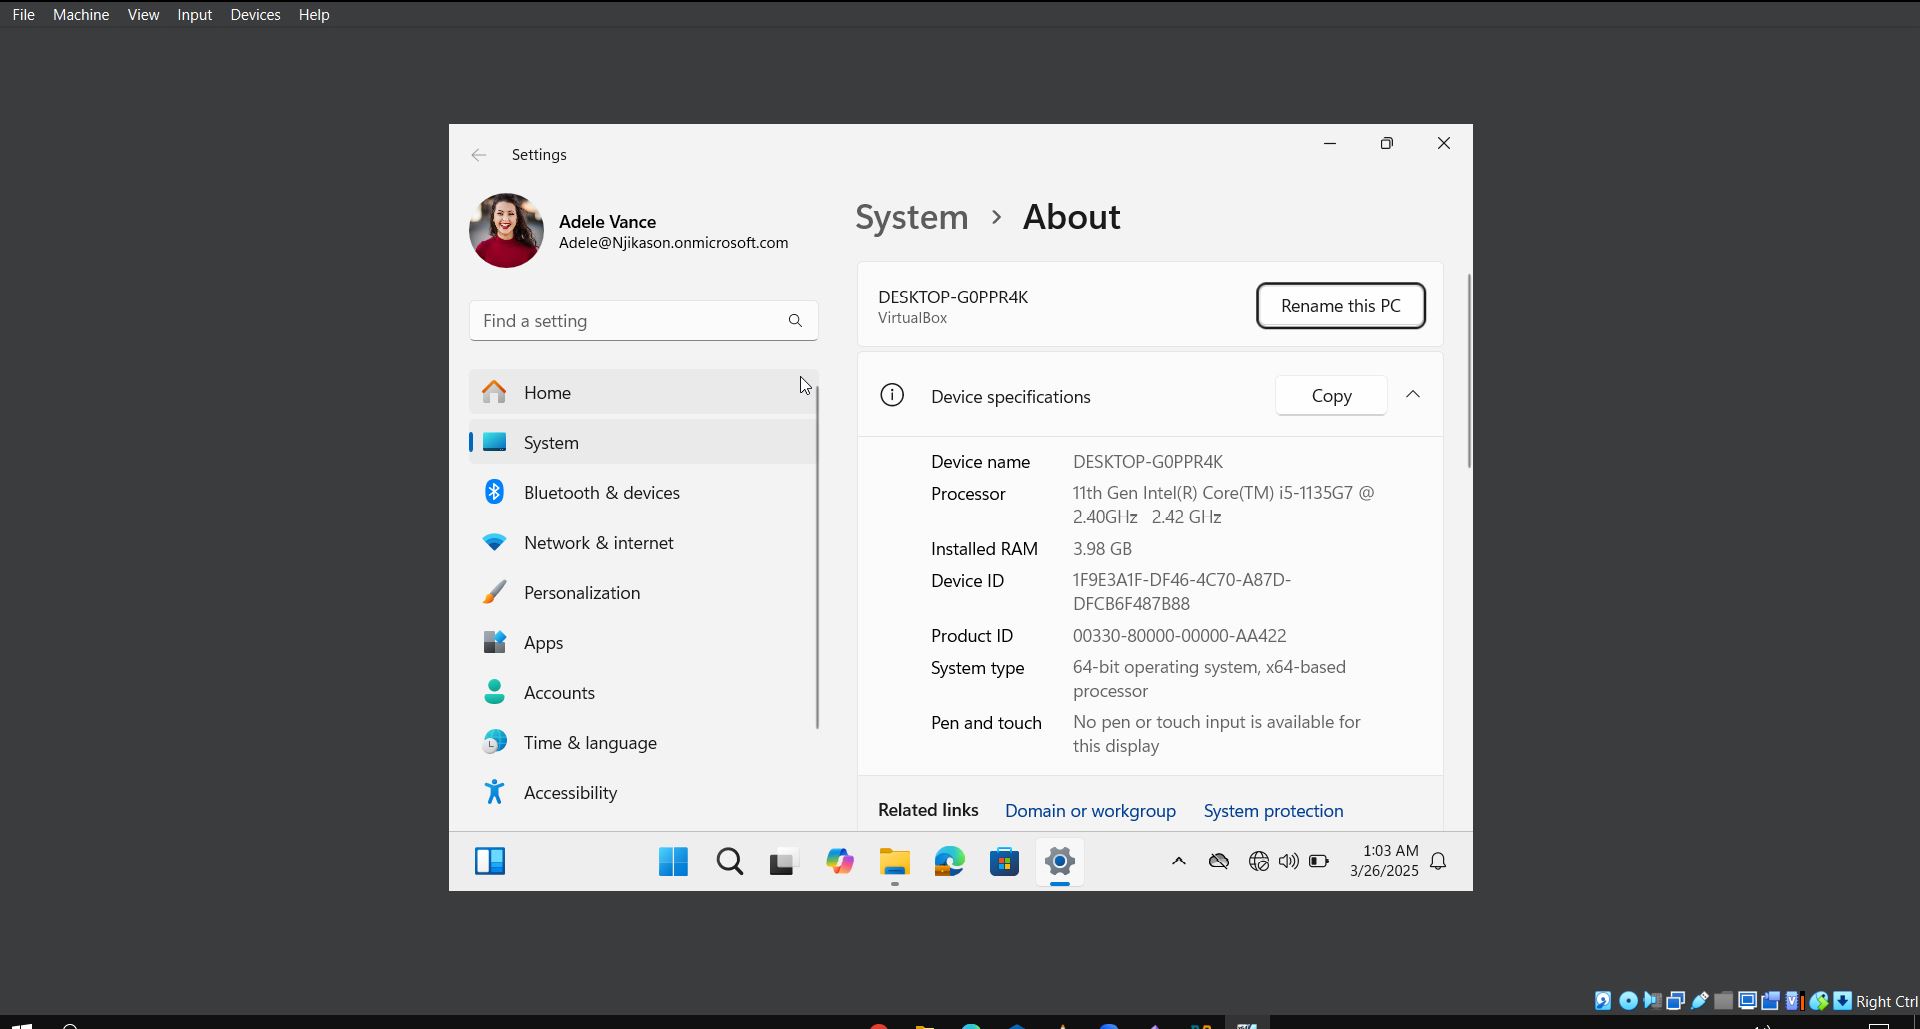 File Machine View Input Devices Help
Settings
Adele Vance
Adele@Njikason.onmicrosoft.com
Find a setting
Home
System
Bluetooth & devices
Network & internet
Personalization
Apps
Accounts
Time & language
Accessibility
System > About
DESKTOP-G0PPR4K
VirtualBox
Rename this PC
Device specifications
Copy
Device name DESKTOP-G0PPR4K
Processor 11th Gen Intel(R) Core(TM) i5-1135G7 @
2.40GHz 2.42 GHz
Installed RAM 3.98 GB
Device ID 1F9E3A1F-DF46-4C70-A87D-
DFCB6F487B88
Product ID 00330-80000-00000-AA422
System type 64-bit operating system, x64-based
processor
Pen and touch No pen or touch input is available for
this display
Related links Domain or workgroup System protection
1:03 AM
3/26/2025
Right Ctrl